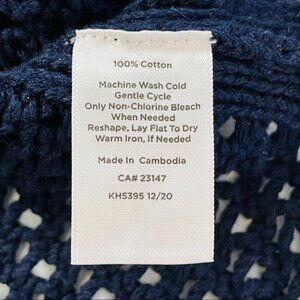 100% Cotton
Machine Wash Cold
Gentle Cycle
Only Non-Chlorine Bleach
When Needed
Reshape, Lay Flat To Dry
Warm Iron, if Needed
Made In Cambodia
CA# 23147
KHS395 12/20